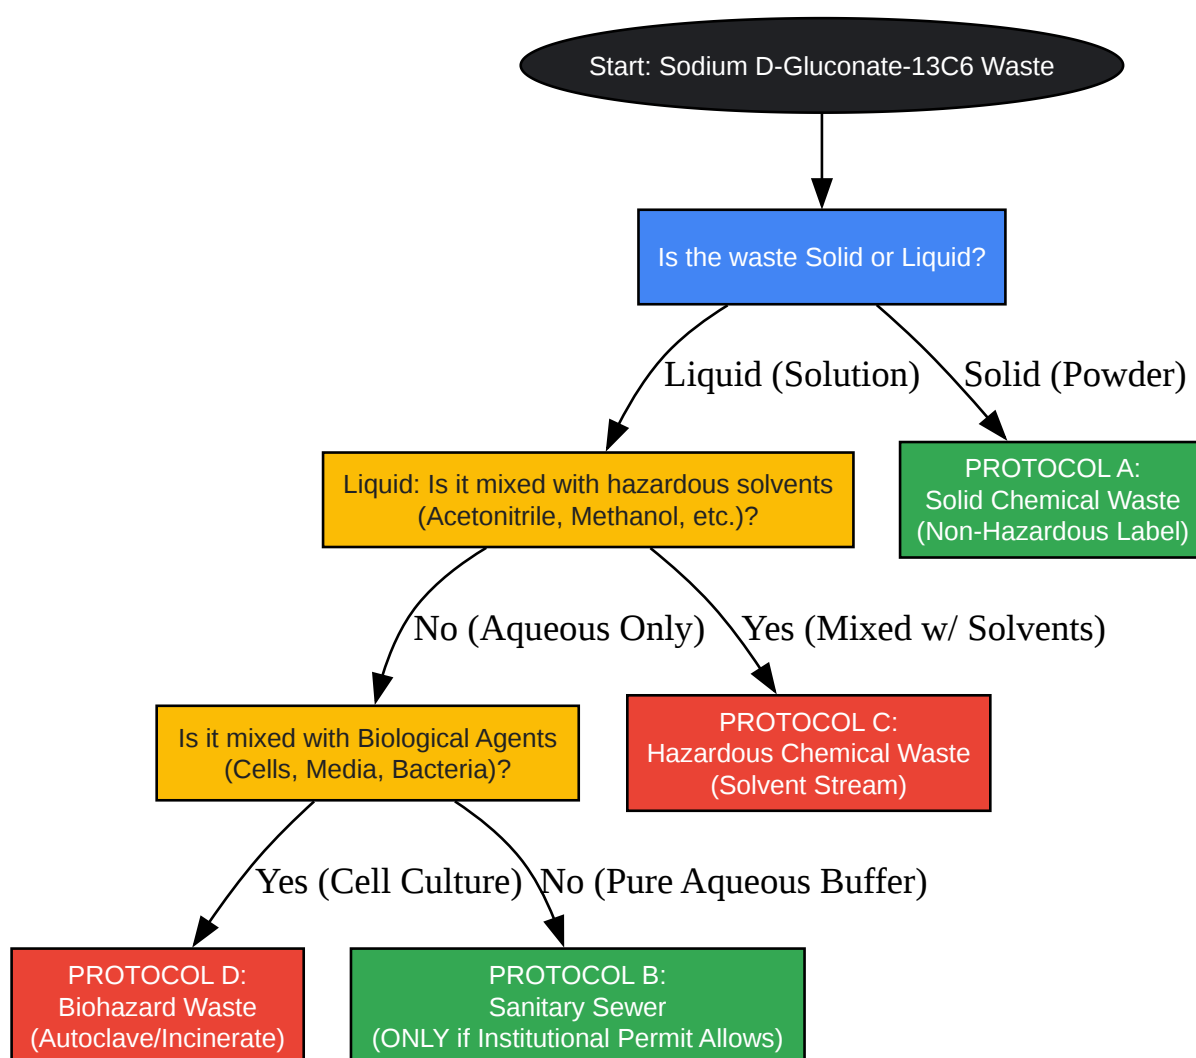 Start: Sodium D-Gluconate-13C6 Waste
Is the waste Solid or Liquid?
Liquid (Solution)
Solid (Powder)
Liquid: Is it mixed with hazardous solvents
(Acetonitrile, Methanol, etc.)?
PROTOCOL A:
Solid Chemical Waste
(Non-Hazardous Label)
No (Aqueous Only)
Yes (Mixed w/ Solvents)
Is it mixed with Biological Agents
(Cells, Media, Bacteria)?
PROTOCOL C:
Hazardous Chemical Waste
(Solvent Stream)
Yes (Cell Culture)
No (Pure Aqueous Buffer)
PROTOCOL D:
Biohazard Waste
(Autoclave/Incinerate)
PROTOCOL B:
Sanitary Sewer
(ONLY if Institutional Permit Allows)